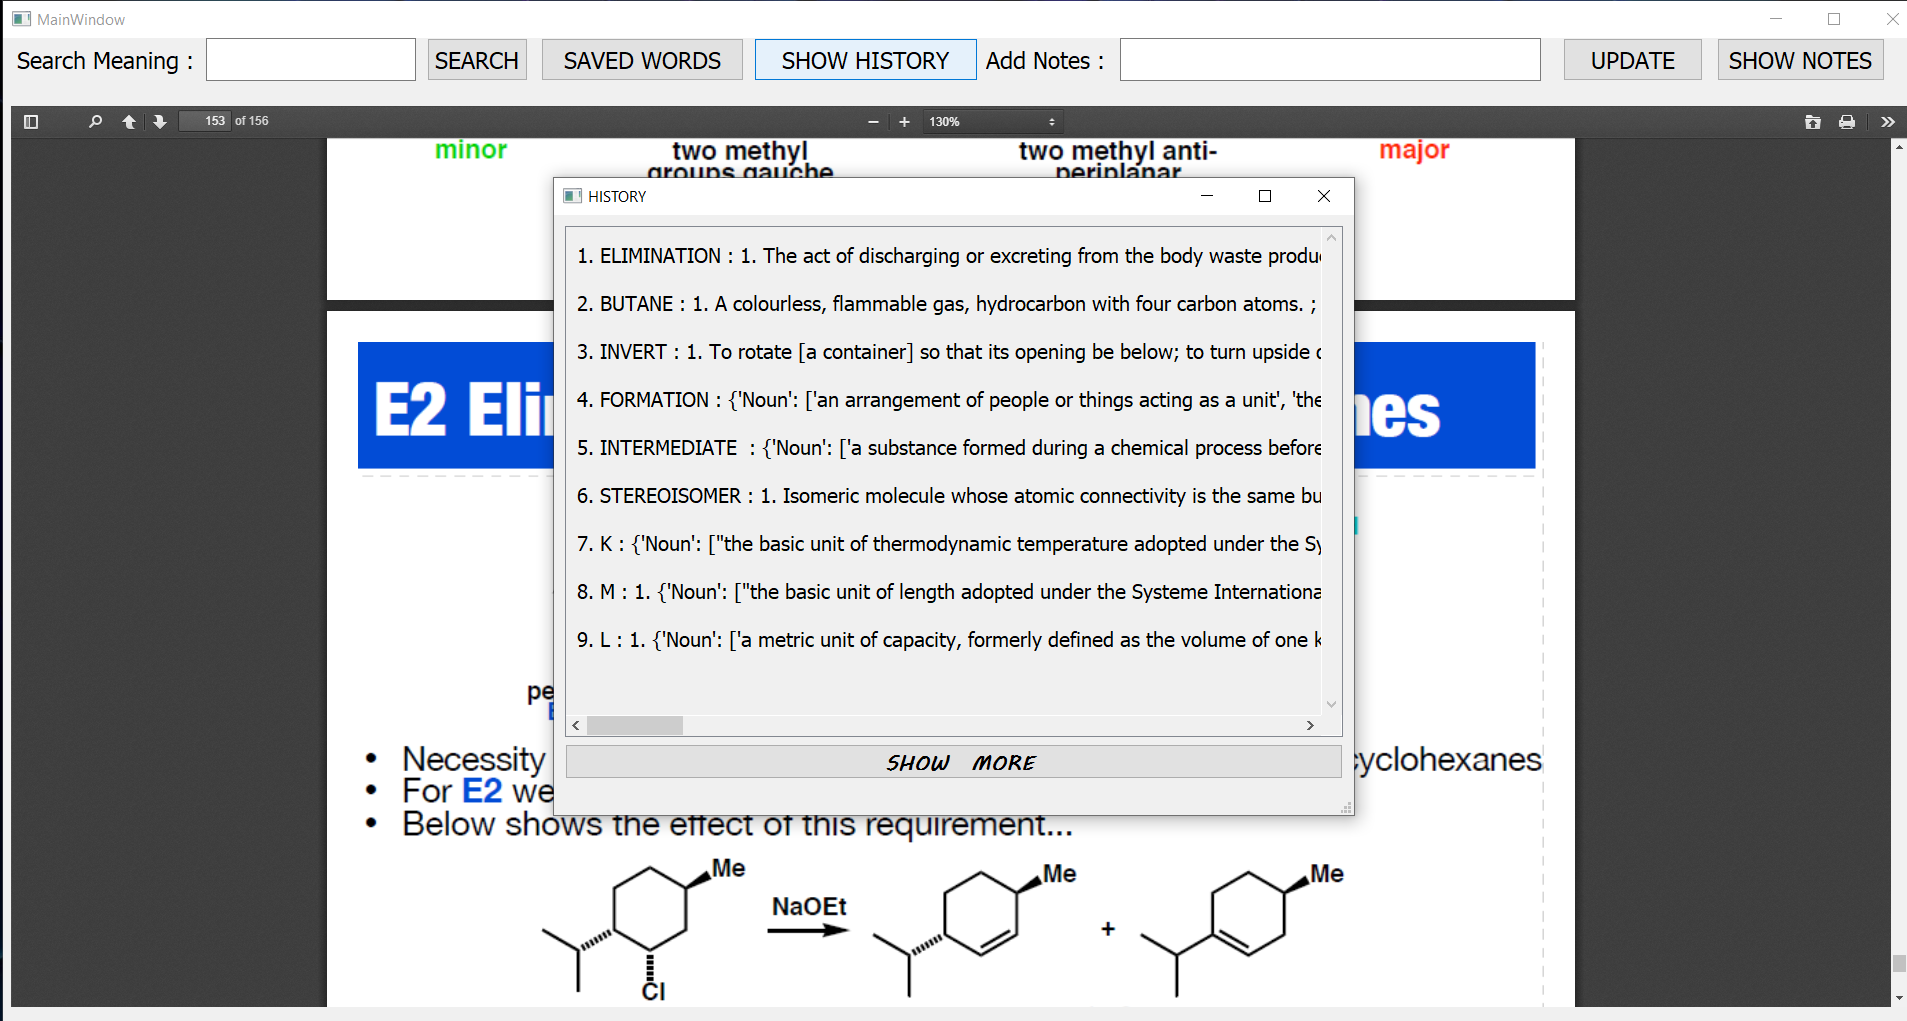 MainWindow
Search Meaning :
SEARCH
SAVED WORDS
SHOW HISTORY
Add Notes :
UPDATE
SHOW NOTES
153 of 156
130%
minor
two methyl
groups gauche
two methyl anti-
periplanar
major
HISTORY
1. ELIMINATION : 1. The act of discharging or excreting from the body waste produ
2. BUTANE : 1. A colourless, flammable gas, hydrocarbon with four carbon atoms. ;
3. INVERT : 1. To rotate [a container] so that its opening be below; to turn upside
4. FORMATION : {'Noun': ['an arrangement of people or things acting as a unit', 'the
5. INTERMEDIATE : {'Noun': ['a substance formed during a chemical process before
6. STEREOISOMER : 1. Isomeric molecule whose atomic connectivity is the same bu
7. K : {'Noun': ["the basic unit of thermodynamic temperature adopted under the Sy
8. M : 1. {'Noun': ["the basic unit of length adopted under the Systeme Internationa
9. L : 1. {'Noun': ['a metric unit of capacity, formerly defined as the volume of one k
SHOW MORE
E2 Eli
nes
pe
• Necessity
cyclohexanes
• For E2 we
• Below shows the effect of this requirement...
Me
NaOEt
Me
+
Me
Cl